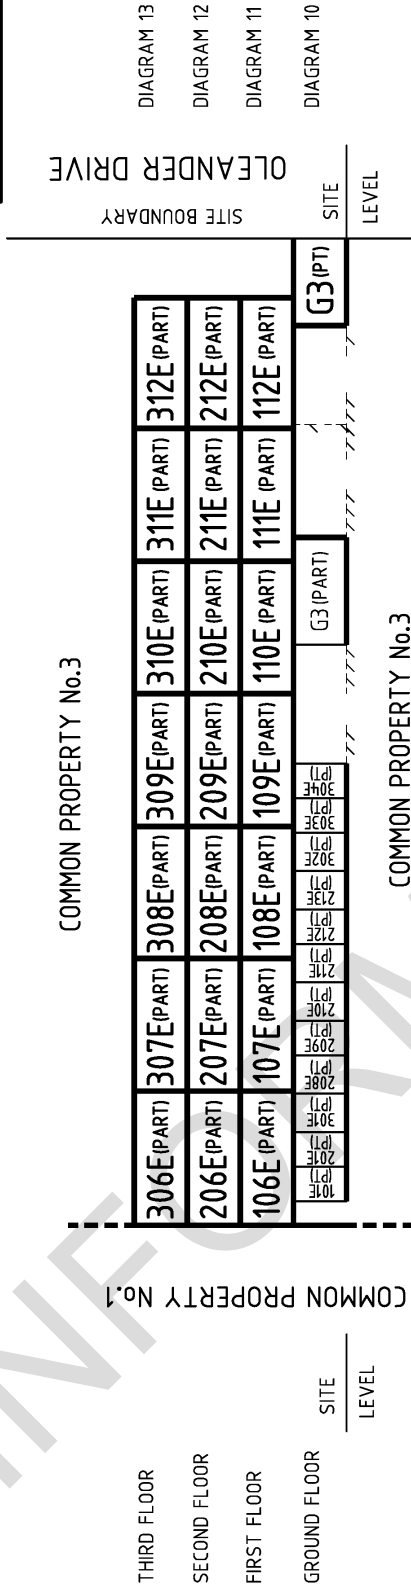 COMMON PROPERTY No.3
THIRD FLOOR
306E(PART) 307E(PART) 308E(PART) 309E(PART) 310E(PART) 311E(PART) 312E(PART)
DIAGRAM 13
SECOND FLOOR
206E(PART) 207E(PART) 208E(PART) 209E(PART) 210E(PART) 211E (PART) 212E(PART)
DIAGRAM 12
FIRST FLOOR
106E(PART) 107E(PART) 108E(PART) 109E(PART) 110E (PART) 111E (PART) 112E (PART)
DIAGRAM 11
GROUND FLOOR
101E (PT) 201E (PT) 301E (PT) 208E (PT) 209E (PT) 210E (PT) 211E (PT) 212E (PT) 213E (PT) 302E (PT) 303E (PT) 304E (PT)
G3(PART)
G3(PT)
DIAGRAM 10
SITE
LEVEL
COMMON PROPERTY No.1
SITE BOUNDARY
OLEANDER DRIVE
SITE
LEVEL
COMMON PROPERTY No.3